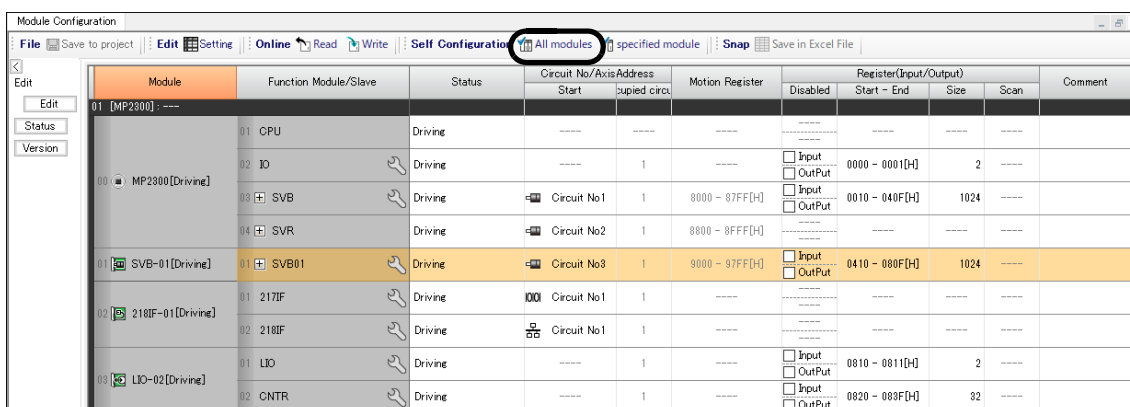 Module Configuration
File Save to project Edit Setting Online Read Write Self Configuration All modules specified module Snap Save in Excel File
Edit
Edit
Status
Version
Module Function Module/Slave Status Circuit No/AxisAddress Motion Register Register(Input/Output) Comment
Start cupied circu Disabled Start - End Size Scan
01 [MP2300] : ---
00 MP2300[Driving]
01 CPU Driving ---- ---- ---- ---- ---- ---- ---- ----
02 IO Driving ---- 1 ---- Input OutPut 0000 - 0001[H] 2 ----
03 SVB Driving Circuit No1 1 8000 - 87FF[H] Input OutPut 0010 - 040F[H] 1024 ----
04 SVR Driving Circuit No2 1 8800 - 8FFF[H] ---- ---- ---- ---- ----
01 SVB-01[Driving] 01 SVB01 Driving Circuit No3 1 9000 - 97FF[H] Input OutPut 0410 - 080F[H] 1024 ----
02 218IF-01[Driving]
01 217IF Driving Circuit No1 1 ---- ---- ---- ---- ---- ----
02 218IF Driving Circuit No1 1 ---- ---- ---- ---- ---- ----
03 LIO-02[Driving]
01 LIO Driving ---- 1 ---- Input OutPut 0810 - 0811[H] 2 ----
02 CNTR Driving ---- 1 ---- Input OutPut 0820 - 083F[H] 32 ----